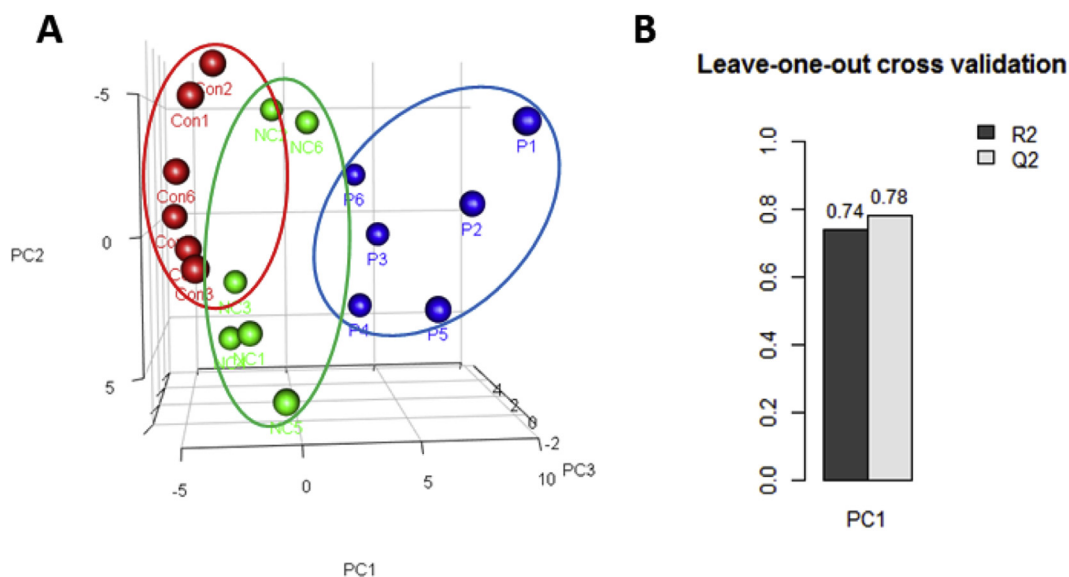 A
B
Leave-one-out cross validation
-5
0
5
PC2
Con2
Con1
Con6
Con3
NC2
NC6
NC3
NC1
NC5
P1
P6
P2
P3
P4
P5
4
2
0
-2
PC3
-5
0
5
10
PC1
R2
Q2
1.0
0.8
0.6
0.4
0.2
0.0
0.74
0.78
PC1